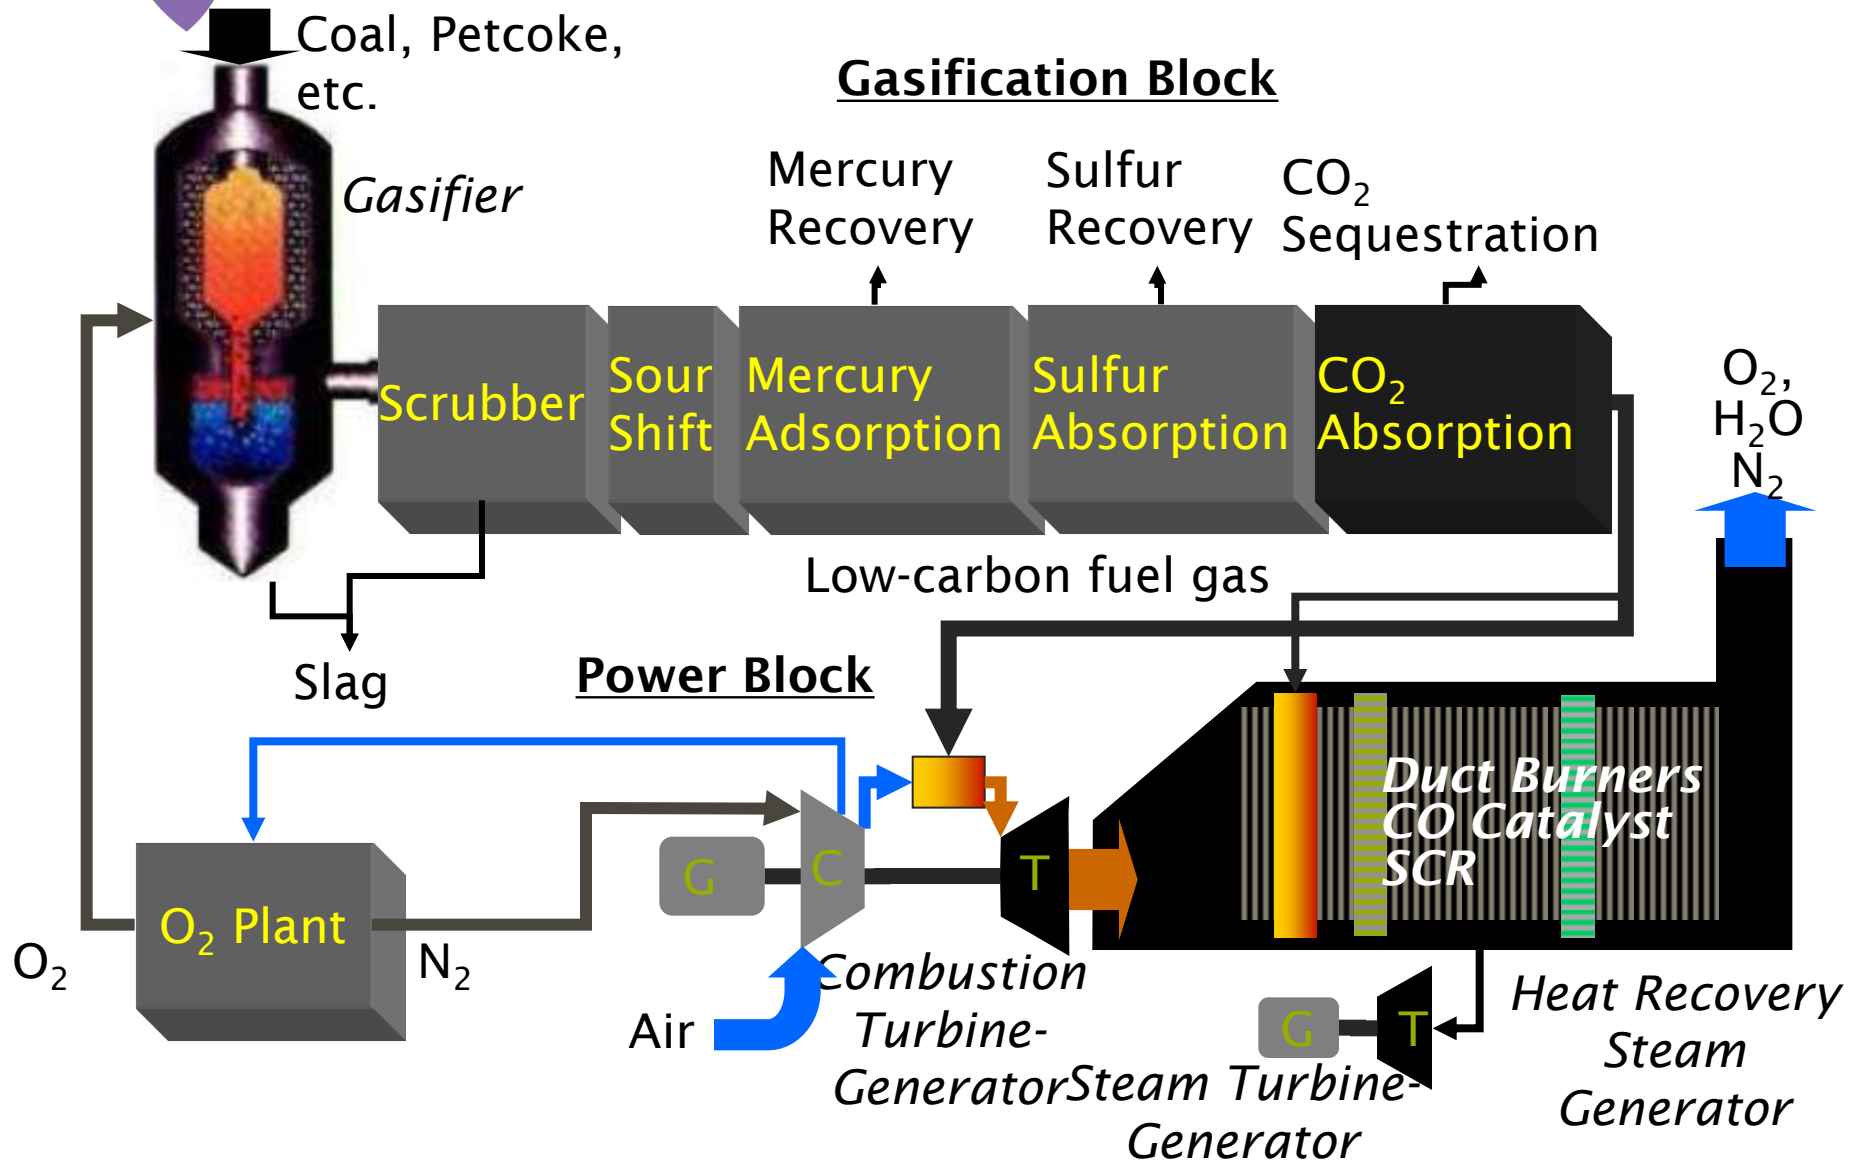 Coal, Petcoke,
etc.
Gasification Block
Gasifier
Mercury
Recovery
Sulfur
Recovery
CO₂
Sequestration
Scrubber
Sour
Shift
Mercury
Adsorption
Sulfur
Absorption
CO₂
Absorption
O₂,
H₂O
N₂
Low-carbon fuel gas
Slag
Power Block
Duct Burners
CO Catalyst
SCR
G
C
T
O₂ Plant
O₂
N₂
Air
Combustion
Turbine-
Generator
G
T
Steam Turbine-
Generator
Heat Recovery
Steam
Generator